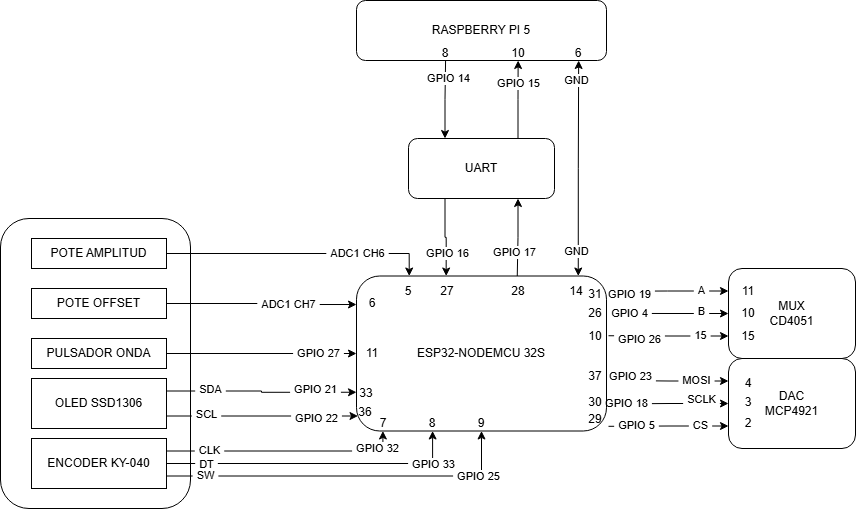 RASPBERRY PI 5
8 10 6
GPIO 14 GPIO 15 GND
UART
GPIO 16 GPIO 17 GND
POTE AMPLITUD ADC1 CH6
5 27 28 14
POTE OFFSET ADC1 CH7 6
PULSADOR ONDA GPIO 27 11
ESP32-NODEMCU 32S
31 GPIO 19 A 11
26 GPIO 4 B 10
10 GPIO 26 15 15
MUX
CD4051
OLED SSD1306
SDA GPIO 21 33
SCL GPIO 22 36
37 GPIO 23 MOSI 4
30 GPIO 18 SCLK 3
29 GPIO 5 CS 2
DAC
MCP4921
7 8 9
ENCODER KY-040
CLK GPIO 32
DT GPIO 33
SW GPIO 25